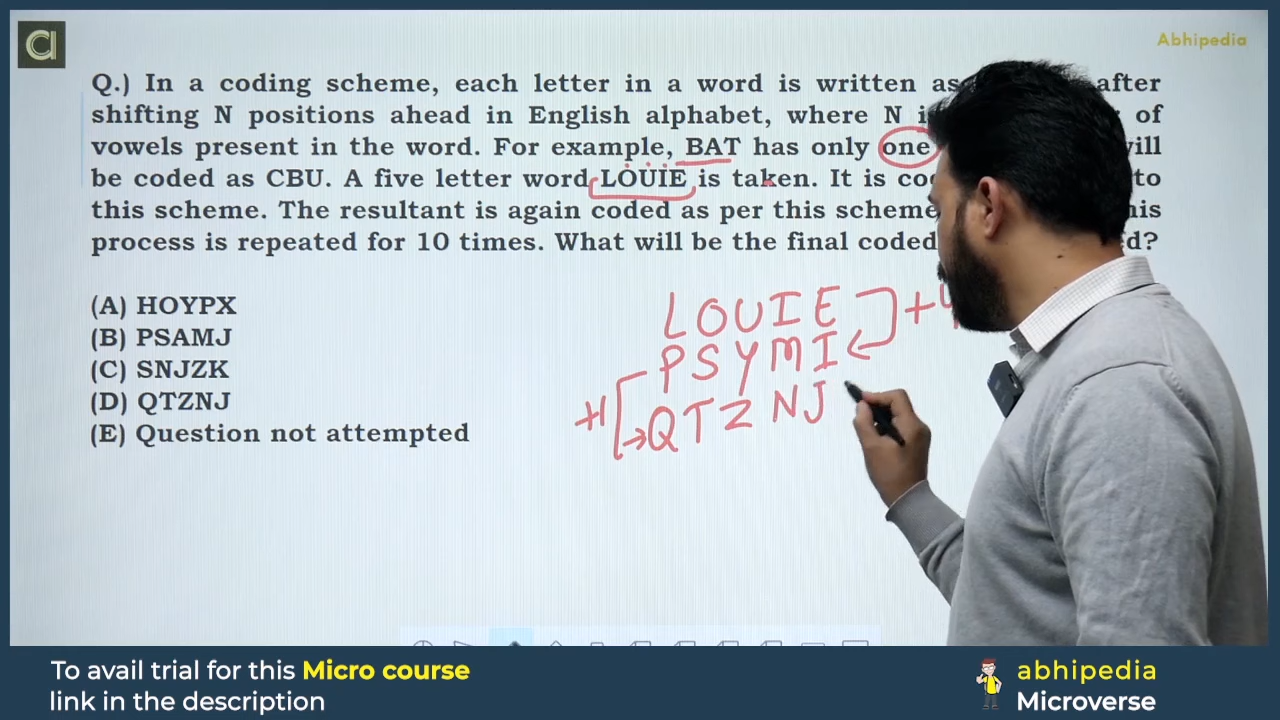 Abhipedia
Q.) In a coding scheme, each letter in a word is written as after
shifting N positions ahead in English alphabet, where N of
vowels present in the word. For example, BAT has only one will
be coded as CBU. A five letter word LOUIE is taken. It is to
this scheme. The resultant is again coded as per this scheme
process is repeated for 10 times. What will be the final coded
(A) HOYPX
(B) PSAMJ
(C) SNJZK
(D) QTZNJ
(E) Question not attempted
LOUIE
PSYMI
+1 QTZNJ
To avail trial for this Micro course
link in the description
abhipedia
Microverse